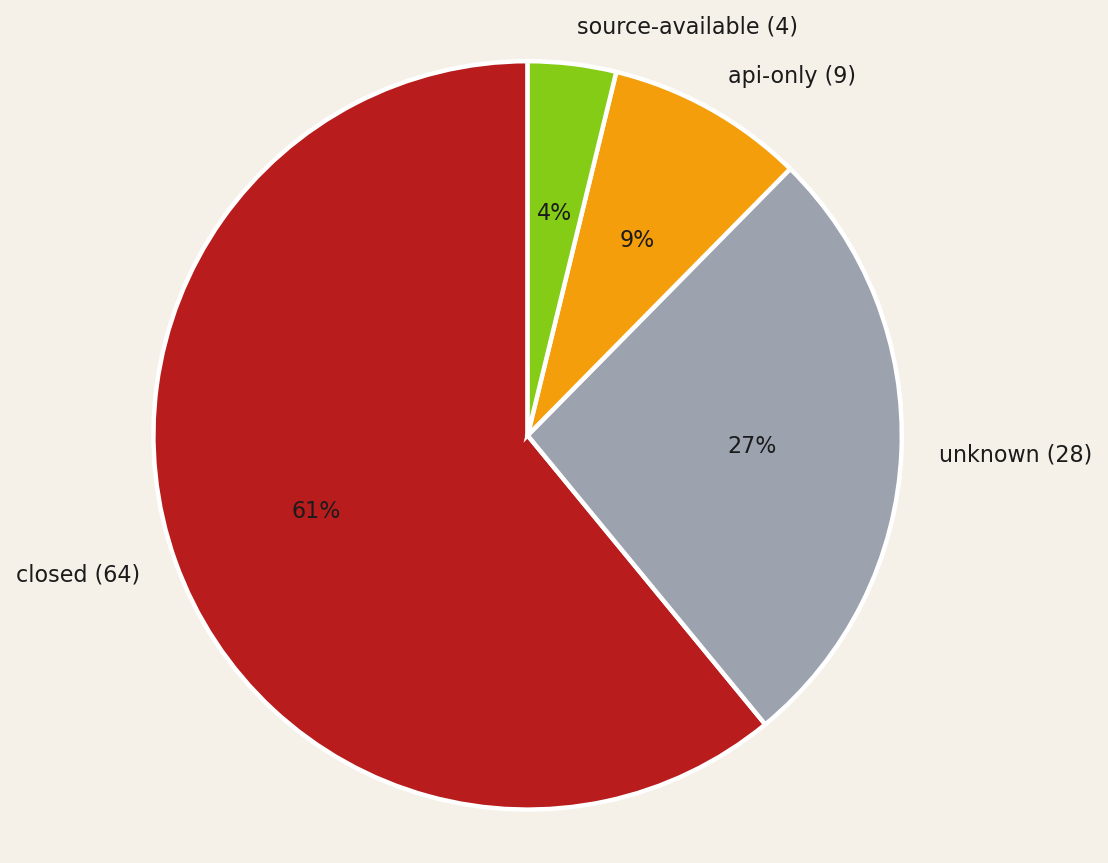 source-available (4)
api-only (9)
4%
9%
27%
unknown (28)
61%
closed (64)